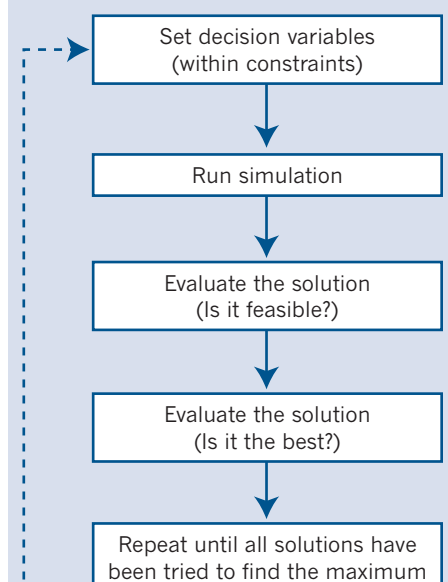 Set decision variables
(within constraints)
Run simulation
Evaluate the solution
(Is it feasible?)
Evaluate the solution
(Is it the best?)
Repeat until all solutions have
been tried to find the maximum